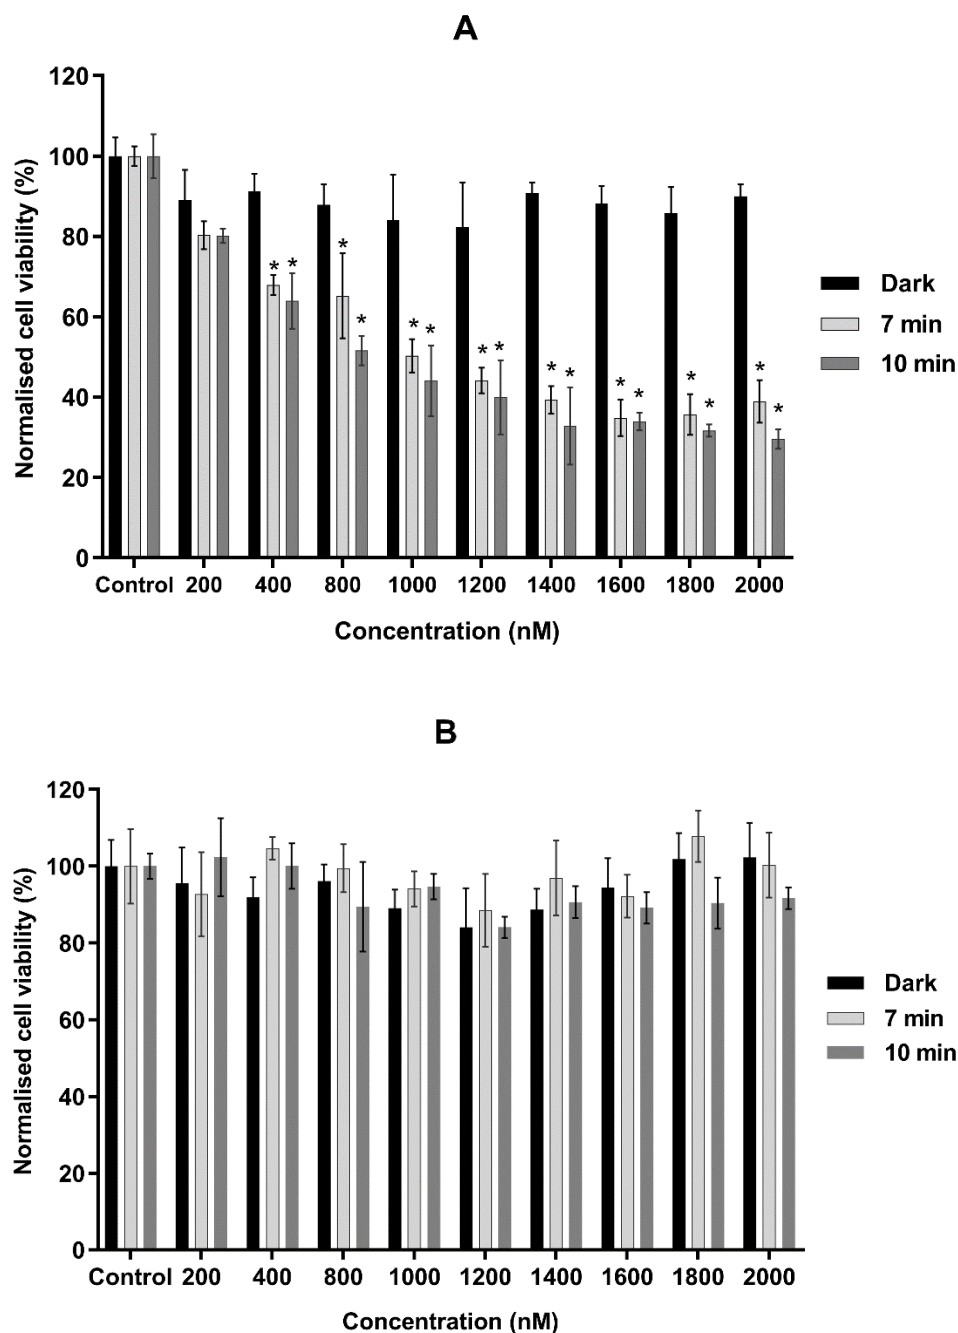 A
120
100
80
60
40
20
0
Normalised cell viability (%)
* * * * * * * * * * * * * * * *
Control 200 400 800 1000 1200 1400 1600 1800 2000
Concentration (nM)
Dark
7 min
10 min
B
120
100
80
60
40
20
0
Normalised cell viability (%)
Control 200 400 800 1000 1200 1400 1600 1800 2000
Concentration (nM)
Dark
7 min
10 min